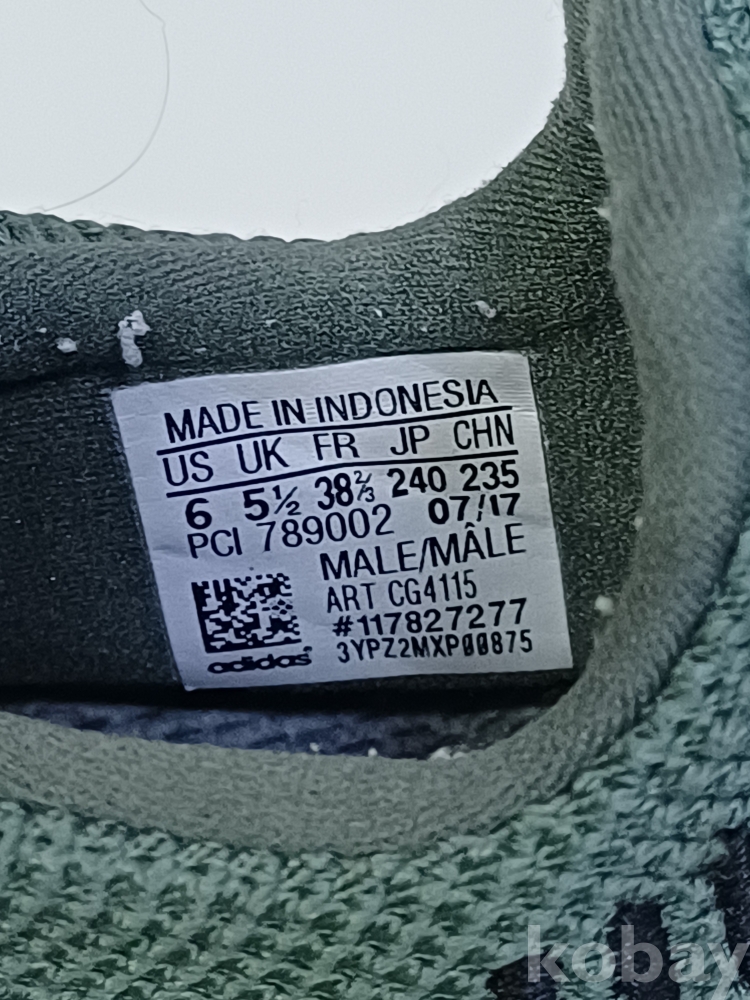 MADE IN INDONESIA
US UK FR JP CHN
6 5½ 38⅔ 240 235
PCI 789002 07/17
MALE/MÂLE
ART CG4115
#117827277
3YPZ2MXP00875
adidas
kobay